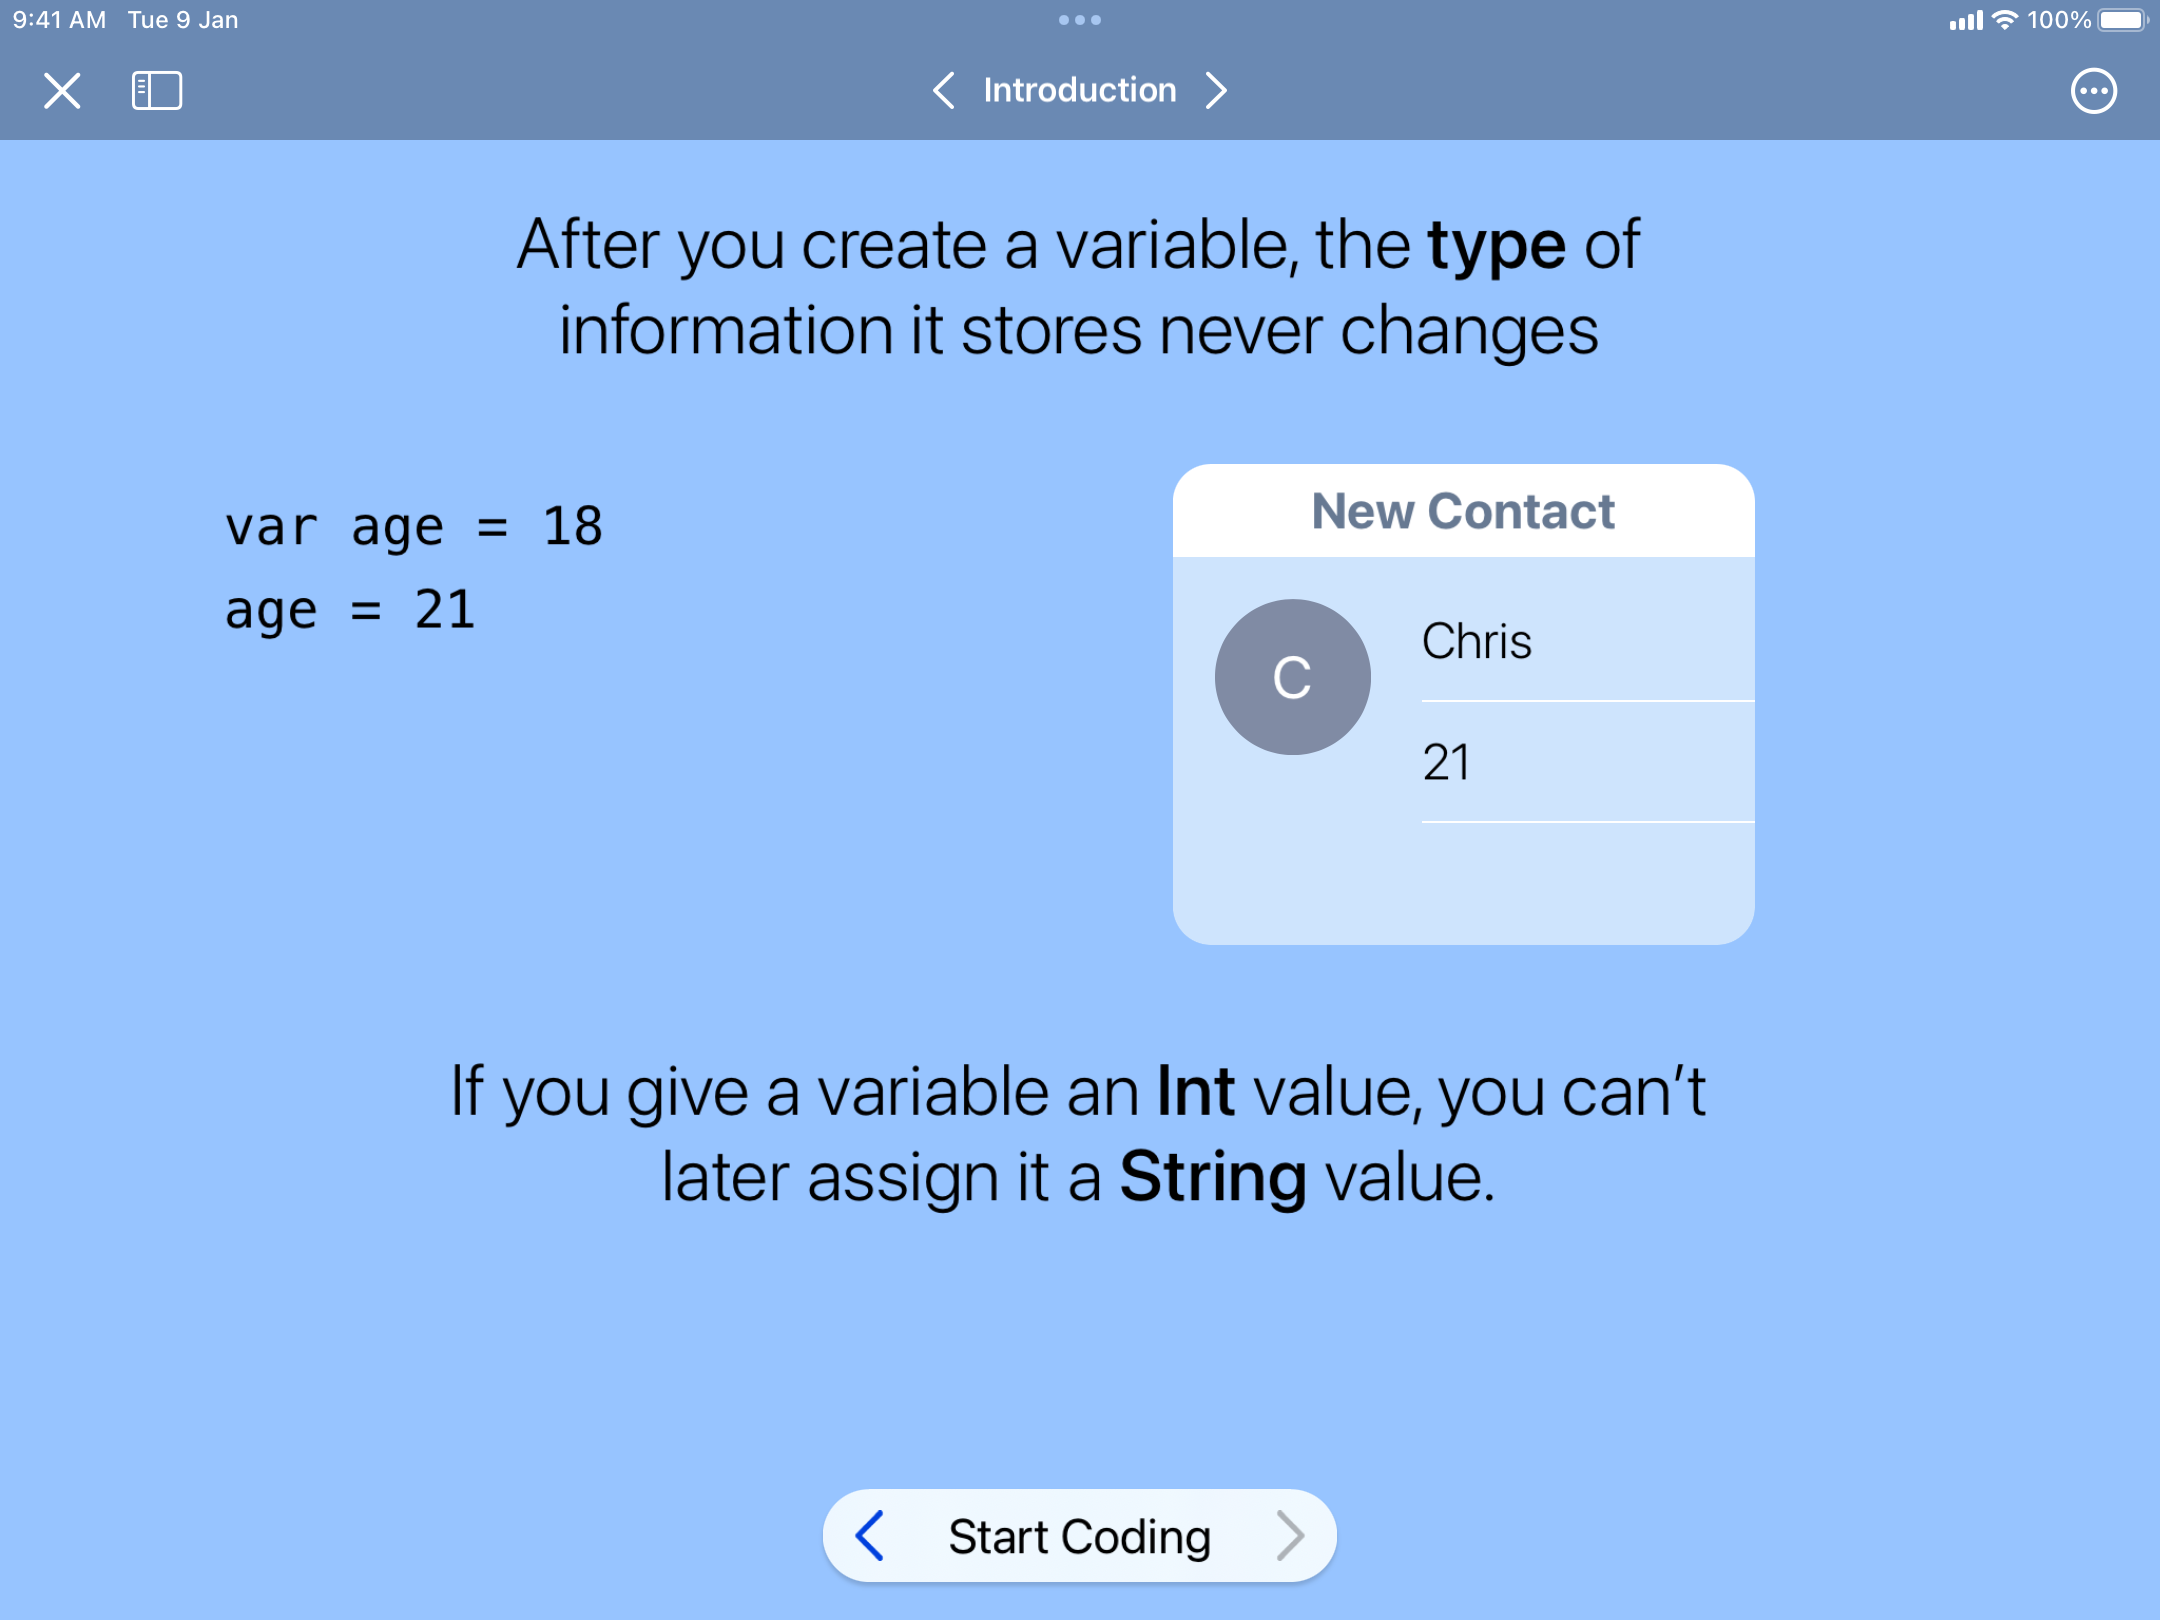 9:41 AM Tue 9 Jan
100%
Introduction
After you create a variable, the type of
information it stores never changes
var age = 18
age = 21
New Contact
C
Chris
21
If you give a variable an Int value, you can’t
later assign it a String value.
Start Coding